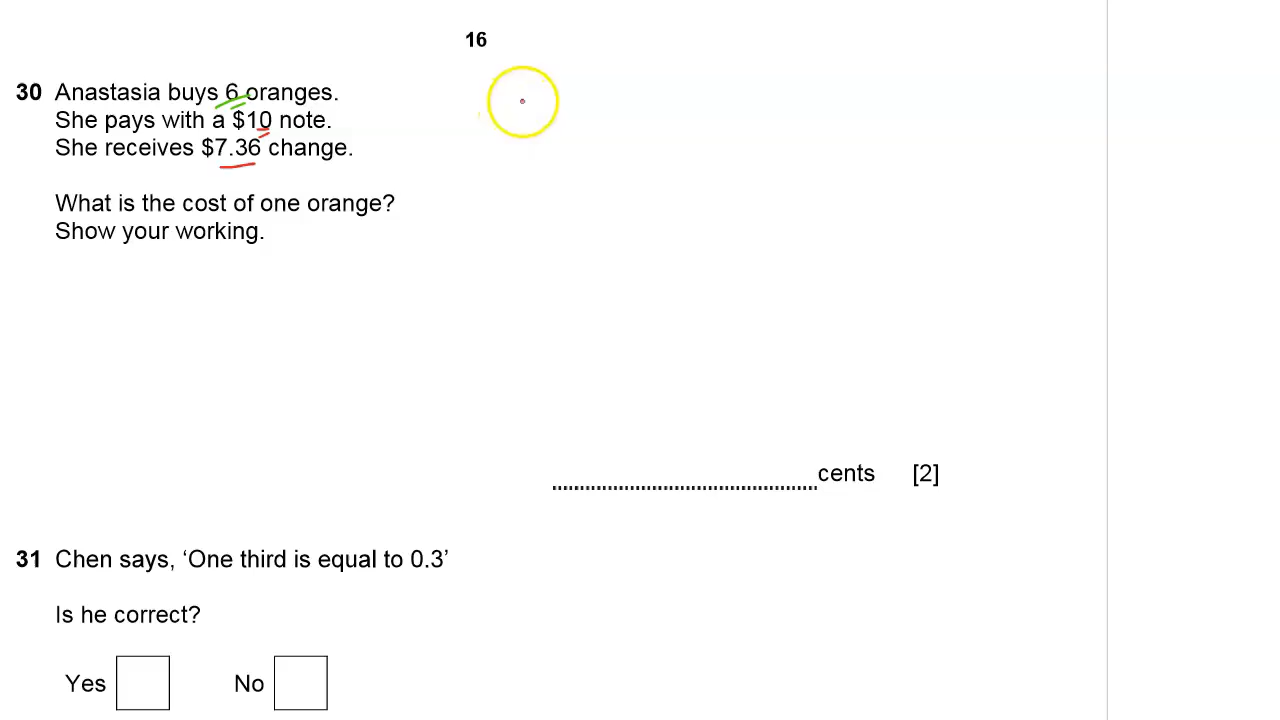 16
30 Anastasia buys 6 oranges.
She pays with a $10 note.
She receives $7.36 change.
What is the cost of one orange?
Show your working.
cents [2]
31 Chen says, ‘One third is equal to 0.3’
Is he correct?
Yes No